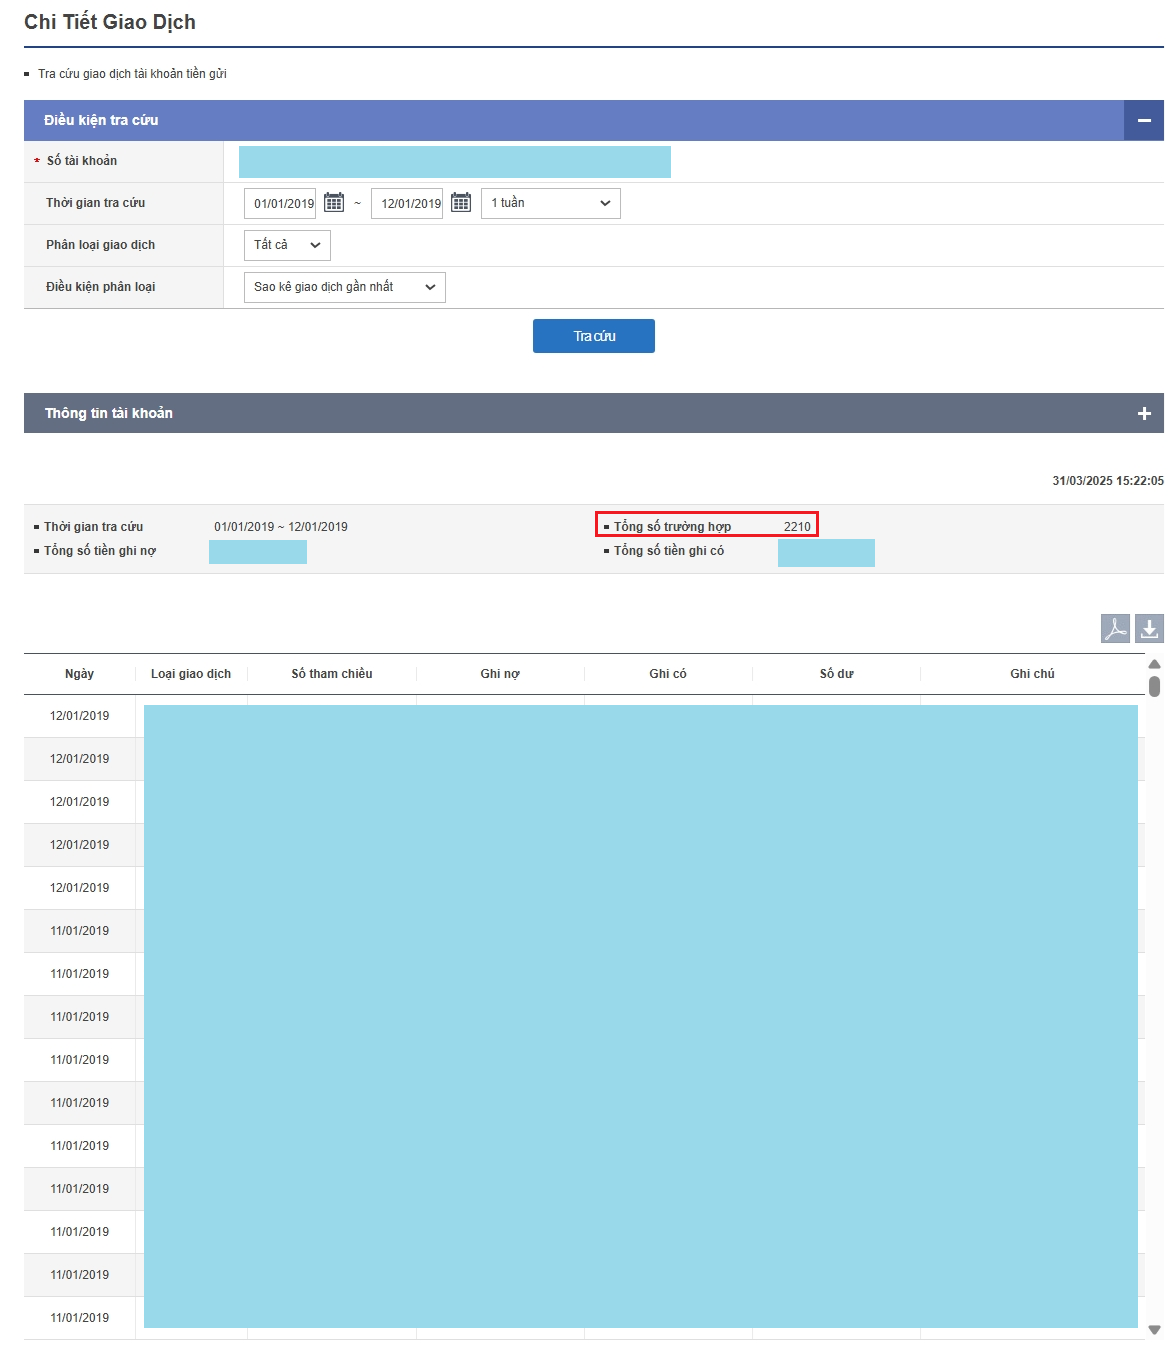 Chi Tiết Giao Dịch
Tra cứu giao dịch tài khoản tiền gửi
Điều kiện tra cứu
* Số tài khoản
Thời gian tra cứu 01/01/2019 ~ 12/01/2019 1 tuần
Phân loại giao dịch Tất cả
Điều kiện phân loại Sao kê giao dịch gần nhất
Tra cứu
Thông tin tài khoản
31/03/2025 15:22:05
Thời gian tra cứu 01/01/2019 ~ 12/01/2019 Tổng số trường hợp 2210
Tổng số tiền ghi nợ Tổng số tiền ghi có
Ngày Loại giao dịch Số tham chiếu Ghi nợ Ghi có Số dư Ghi chú
12/01/2019
12/01/2019
12/01/2019
12/01/2019
12/01/2019
11/01/2019
11/01/2019
11/01/2019
11/01/2019
11/01/2019
11/01/2019
11/01/2019
11/01/2019
11/01/2019
11/01/2019